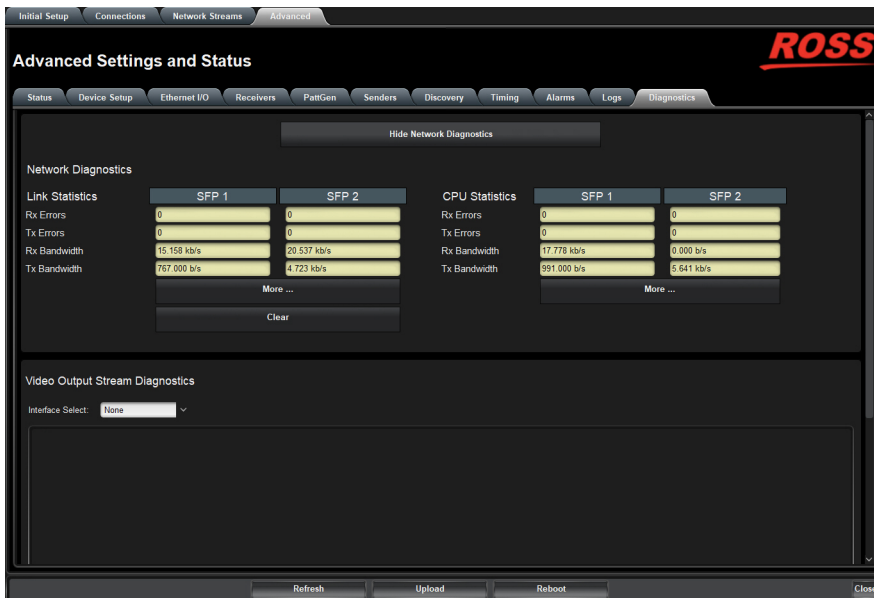 Initial Setup Connections Network Streams Advanced
Advanced Settings and Status
ROSS
Status Device Setup Ethernet I/O Receivers PattGen Senders Discovery Timing Alarms Logs Diagnostics
Hide Network Diagnostics
Network Diagnostics
Link Statistics SFP 1 SFP 2 CPU Statistics SFP 1 SFP 2
Rx Errors 0 0 Rx Errors 0 0
Tx Errors 0 0 Tx Errors 0 0
Rx Bandwidth 15.158 kb/s 20.537 kb/s Rx Bandwidth 17.778 kb/s 0.000 b/s
Tx Bandwidth 767.000 b/s 4.723 kb/s Tx Bandwidth 991.000 b/s 5.641 kb/s
More ... More ...
Clear
Video Output Stream Diagnostics
Interface Select: None
Refresh Upload Reboot Close